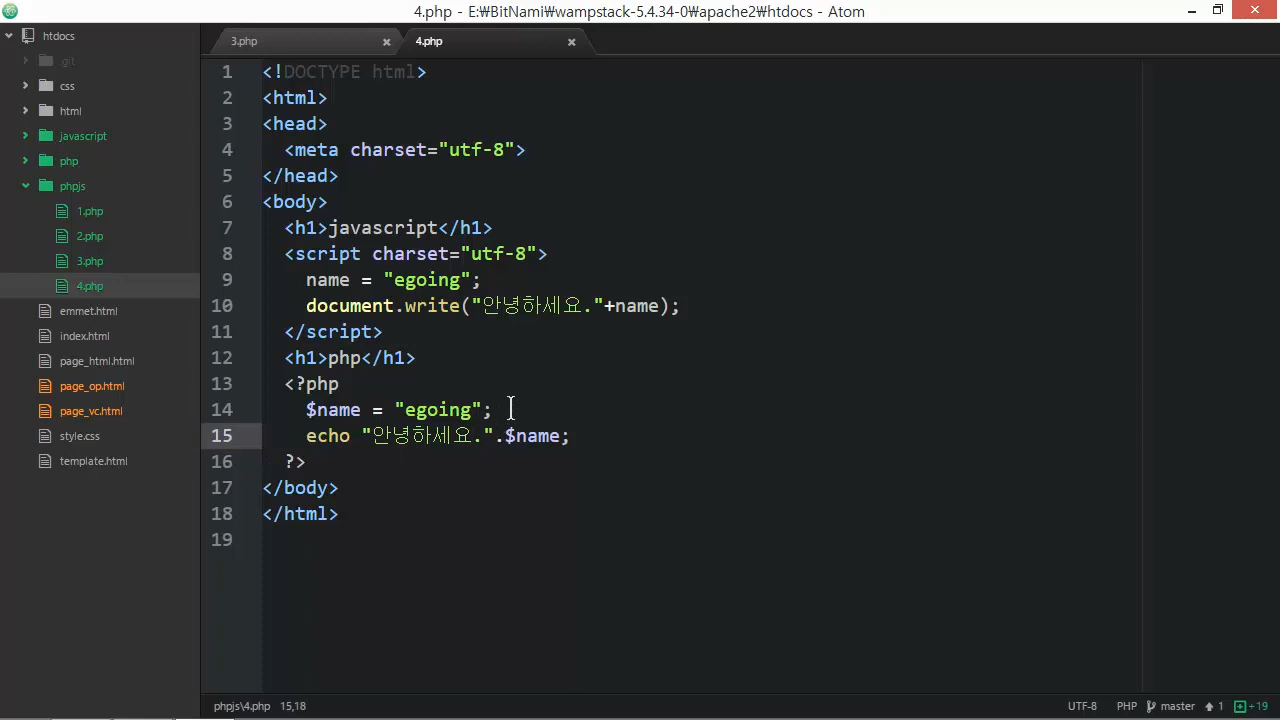 4.php - E:₩BitNami₩wampstack-5.4.34-0₩apache2₩htdocs - Atom
htdocs
.git
css
html
javascript
php
phpjs
1.php
2.php
3.php
4.php
emmet.html
index.html
page_html.html
page_op.html
page_vc.html
style.css
template.html
3.php
4.php
1 <!DOCTYPE html>
2 <html>
3 <head>
4 <meta charset="utf-8">
5 </head>
6 <body>
7 <h1>javascript</h1>
8 <script charset="utf-8">
9 name = "egoing";
10 document.write("안녕하세요."+name);
11 </script>
12 <h1>php</h1>
13 <?php
14 $name = "egoing";
15 echo "안녕하세요.".$name;
16 ?>
17 </body>
18 </html>
19
phpjs\4.php 15,18
UTF-8 PHP master 1 +19